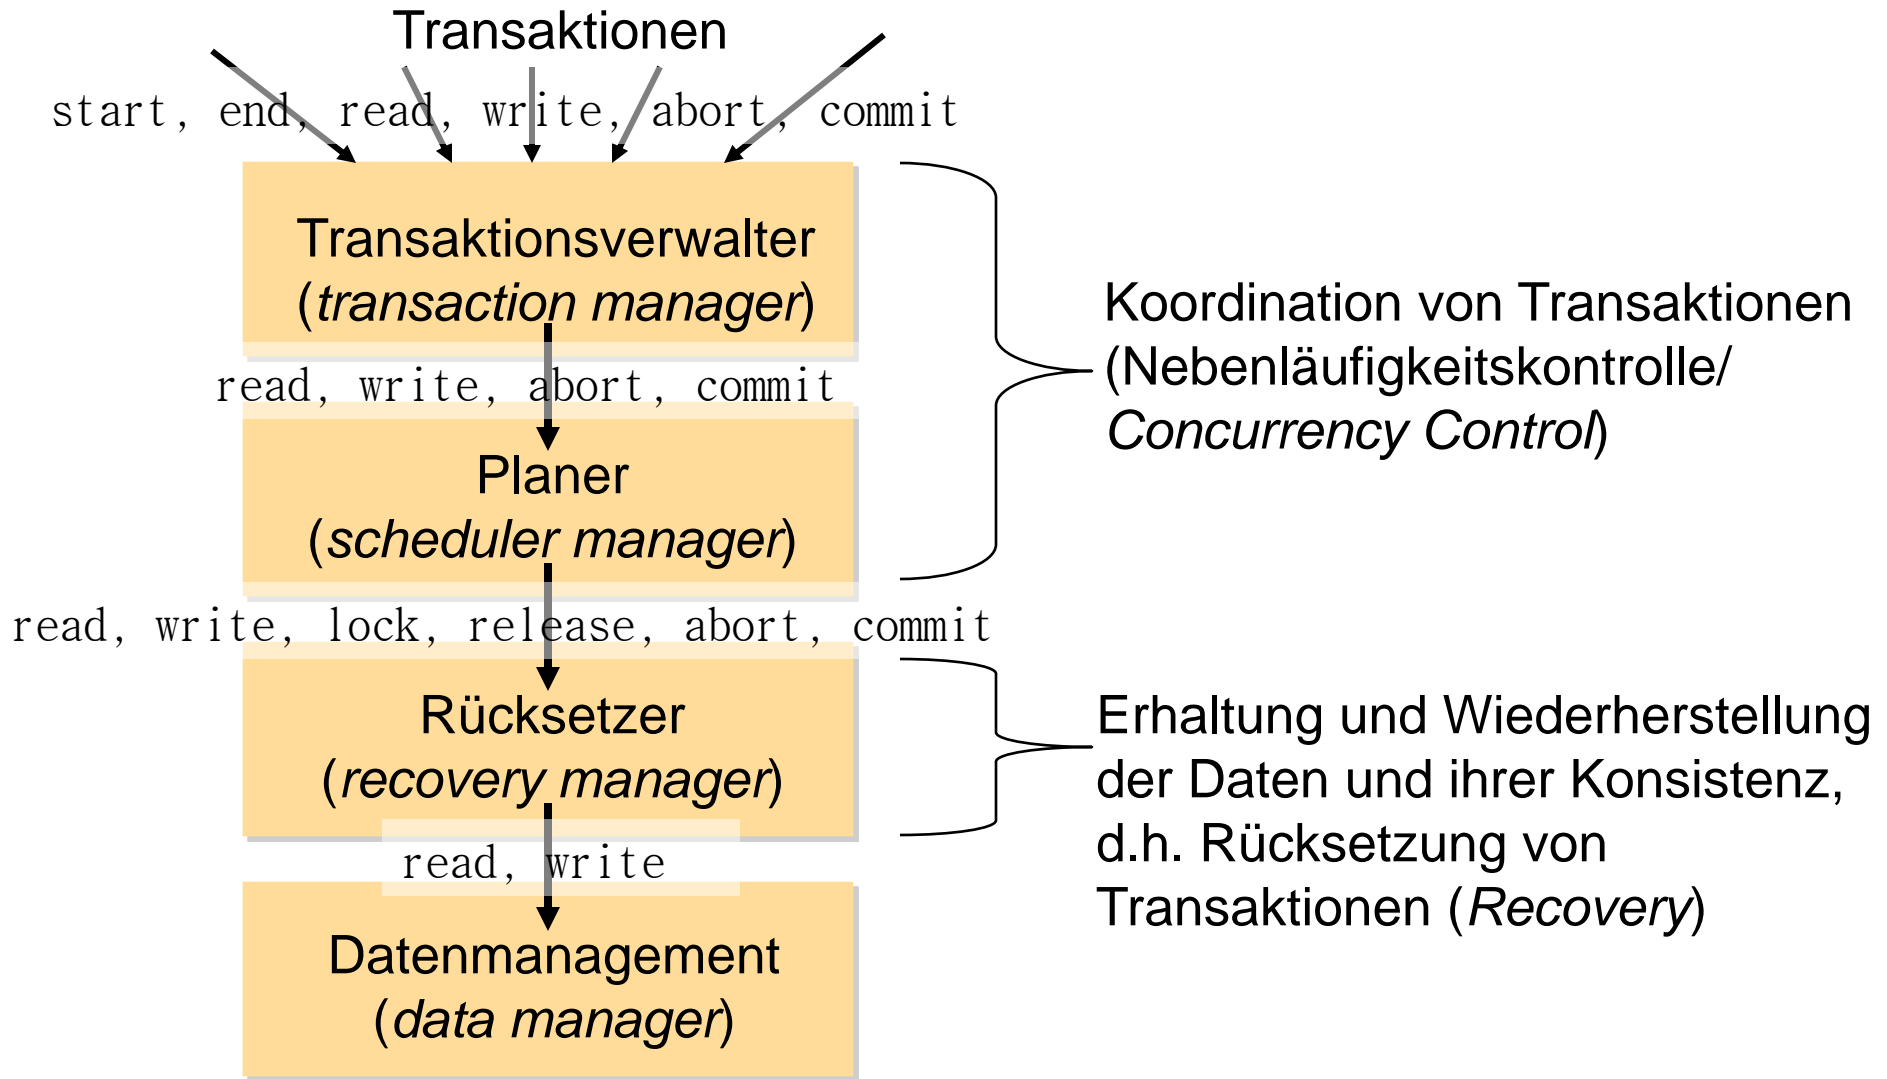 Transaktionen
start, end, read, write, abort, commit
Transaktionsverwalter
(transaction manager)
read, write, abort, commit
Planer
(scheduler manager)
Koordination von Transaktionen
(Nebenläufigkeitskontrolle/
Concurrency Control)
read, write, lock, release, abort, commit
Rücksetzer
(recovery manager)
Erhaltung und Wiederherstellung
der Daten und ihrer Konsistenz,
d.h. Rücksetzung von
Transaktionen (Recovery)
read, write
Datenmanagement
(data manager)